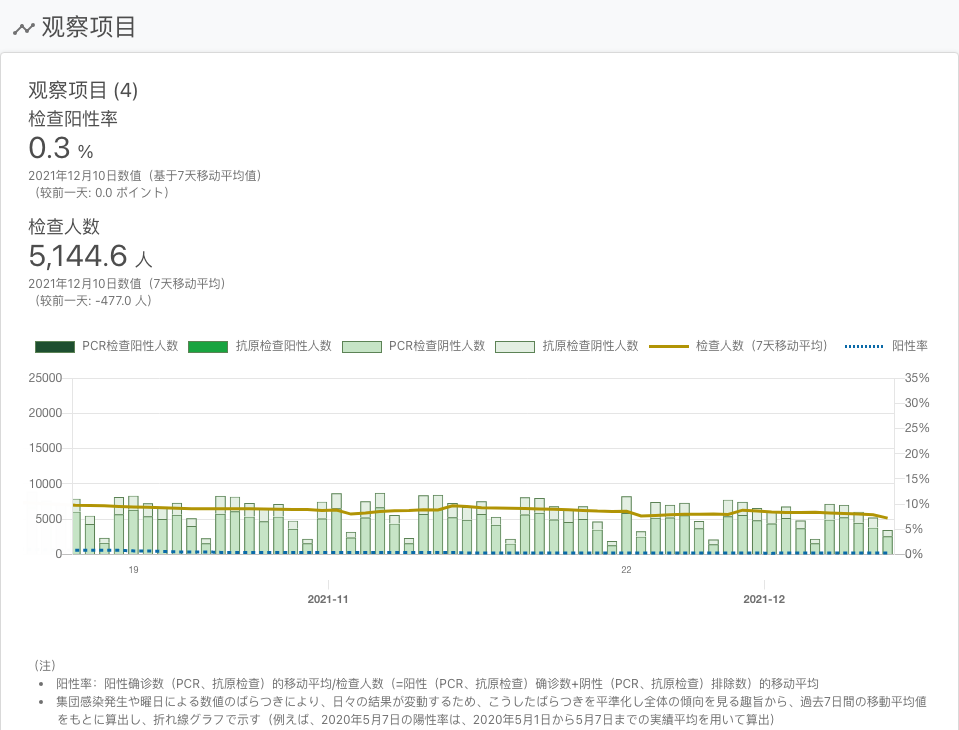 观察项目
观察项目 (4)
检查阳性率
0.3 %
2021年12月10日数值（基于7天移动平均值）
（较前一天: 0.0 ポイント）
检查人数
5,144.6 人
2021年12月10日数值（7天移动平均）
（较前一天: -477.0 人）
PCR检查阳性人数 抗原检查阳性人数 PCR检查阴性人数 抗原检查阴性人数 检查人数（7天移动平均） 阳性率
25000 35%
20000 30%
15000 25%
10000 20%
5000 15%
0 10%
5%
0%
19 22
2021-11 2021-12
（注）
• 阳性率：阳性确诊数（PCR、抗原检查）的移动平均/检查人数（=阳性（PCR、抗原检查）确诊数+阴性（PCR、抗原检查）排除数）的移动平均
• 集団感染発生や曜日による数値のばらつきにより、日々の結果が変動するため、こうしたばらつきを平準化し全体の傾向を見る趣旨から、過去7日間の移動平均値
をもとに算出し、折れ線グラフで示す（例えば、2020年5月7日の陽性率は、2020年5月1日から5月7日までの実績平均を用いて算出）